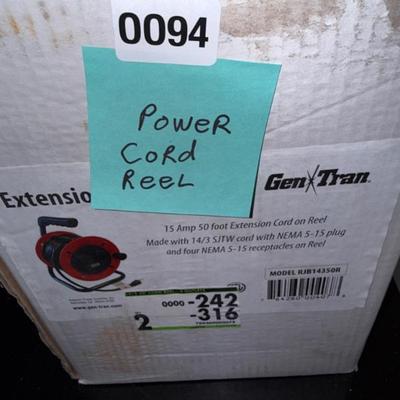 0094
POWER
CORD
REEL
Extensio
Gen Tran
15 Amp 50 foot Extension Cord on Reel
Made with 14/3 SJTW cord with NEMA 5-15 plug
and four NEMA 5-15 receptacles on Reel
MODEL RJB14350R
www.gen-tran.com
0000 -242
2 -316